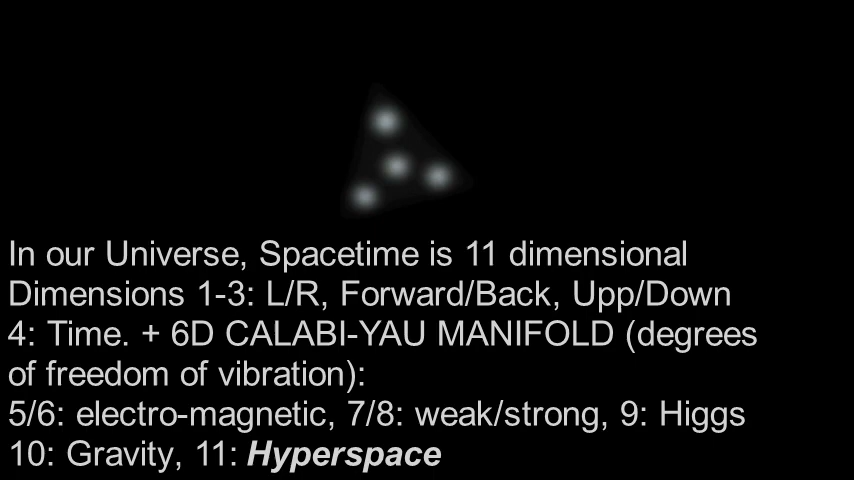 In our Universe, Spacetime is 11 dimensional
Dimensions 1-3: L/R, Forward/Back, Upp/Down
4: Time. + 6D CALABI-YAU MANIFOLD (degrees
of freedom of vibration):
5/6: electro-magnetic, 7/8: weak/strong, 9: Higgs
10: Gravity, 11: Hyperspace